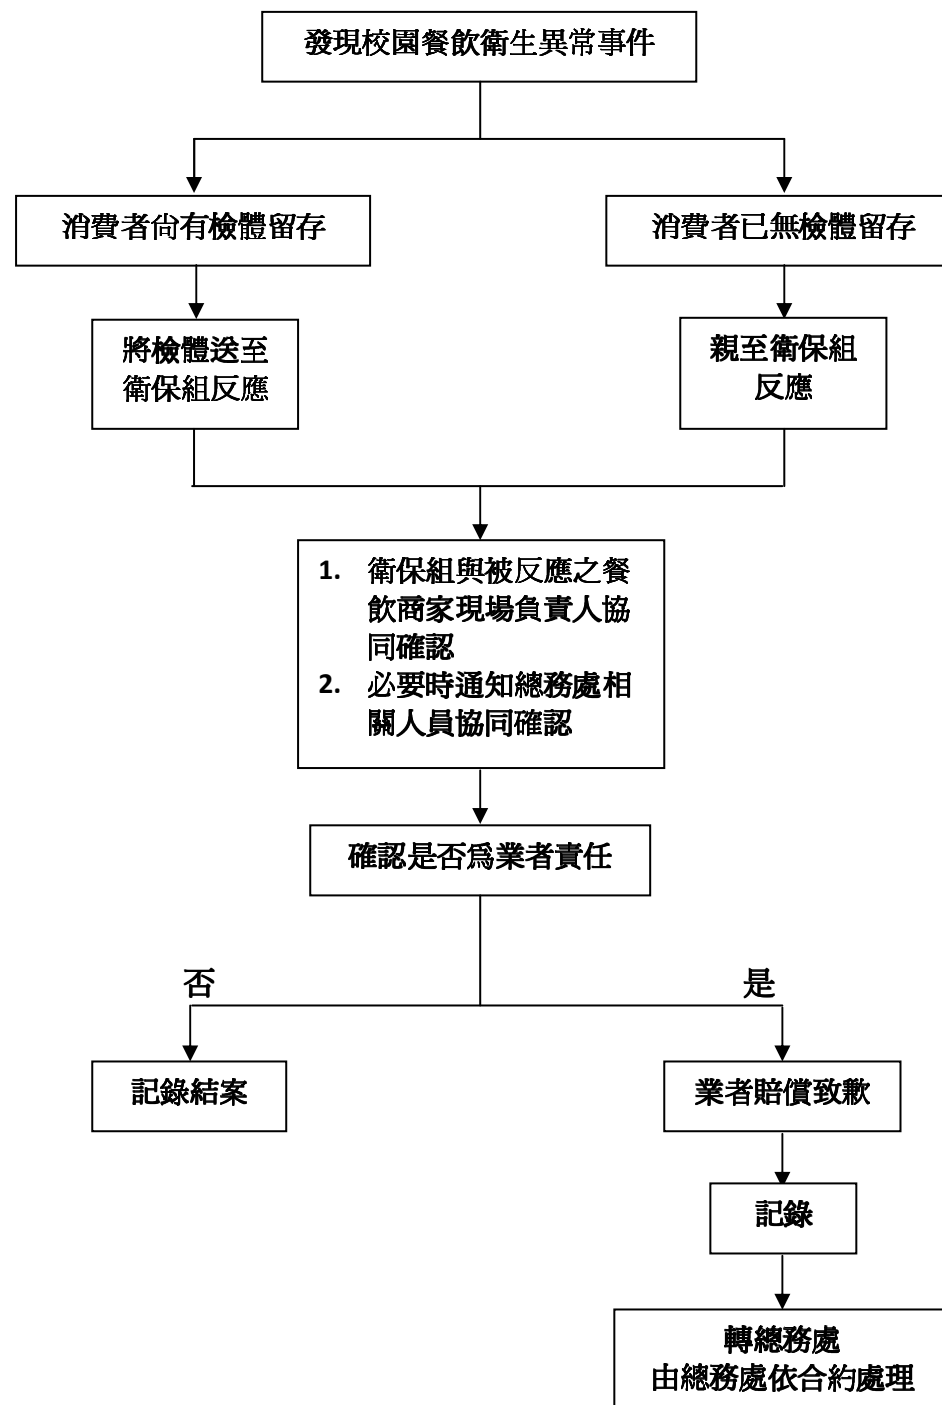 發現校園餐飲衛生異常事件
消費者尚有檢體留存
消費者已無檢體留存
將檢體送至
衛保組反應
親至衛保組
反應
1. 衛保組與被反應之餐
飲商家現場負責人協
同確認
2. 必要時通知總務處相
關人員協同確認
確認是否為業者責任
否
是
記錄結案
業者賠償致歉
記錄
轉總務處
由總務處依合約處理